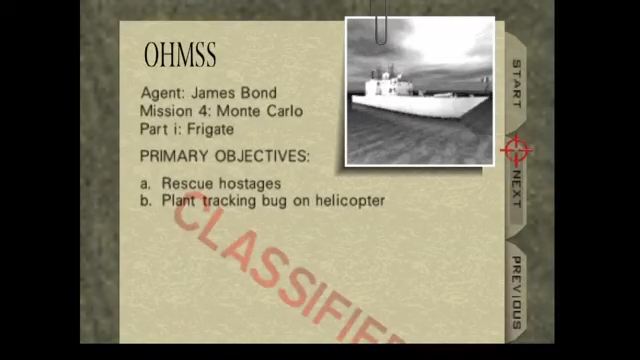 OHMSS
Agent: James Bond
Mission 4: Monte Carlo
Part i: Frigate
PRIMARY OBJECTIVES:
a. Rescue hostages
b. Plant tracking bug on helicopter
CLASSIFIE
START
NEXT
PREVIOUS